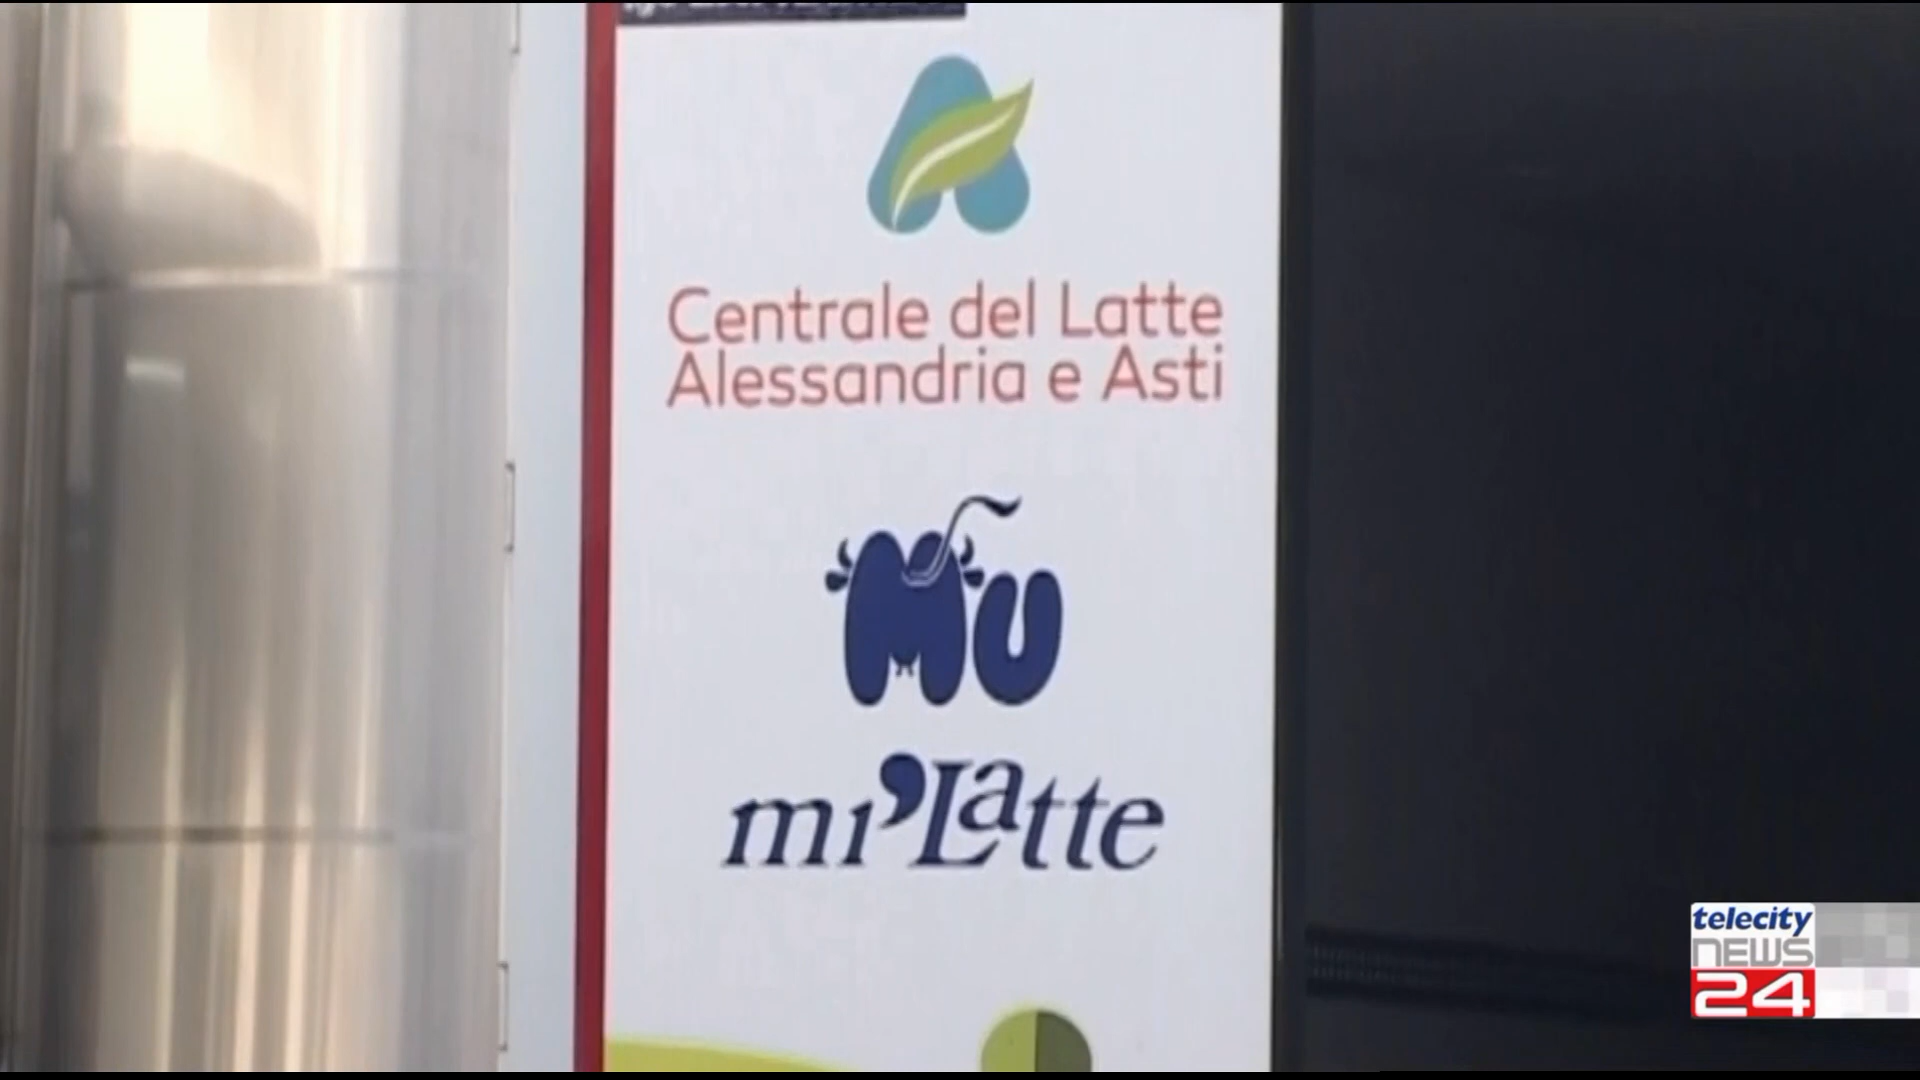 Centrale del Latte
Alessandria e Asti
MU
mi'Latte
telecity
NEWS
24